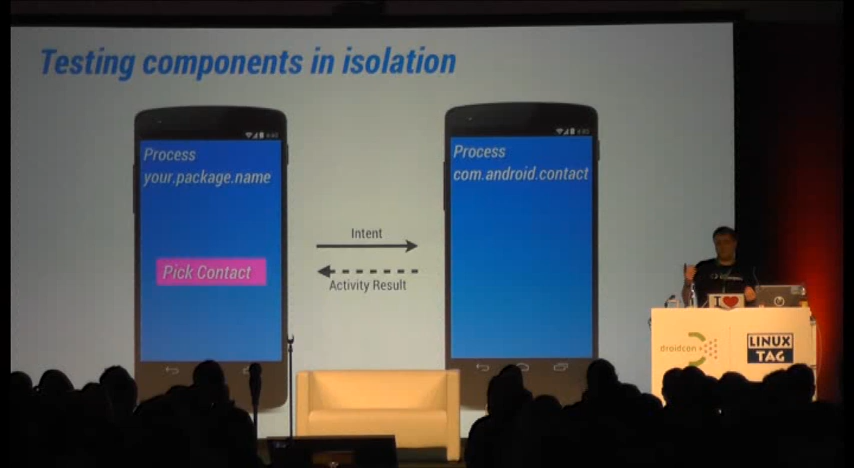 Testing components in isolation
Process
your.package.name
Pick Contact
Intent
Activity Result
Process
com.android.contact
I
droidcon
LINUX
TAG